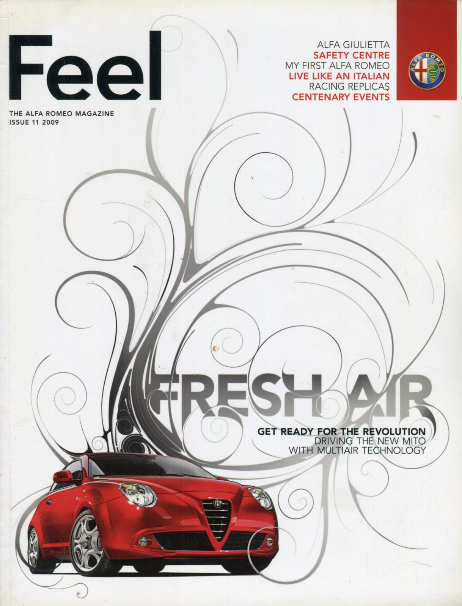 Feel
THE ALFA ROMEO MAGAZINE
ISSUE 11 2009
ALFA GIULIETTA
SAFETY CENTRE
MY FIRST ALFA ROMEO
LIVE LIKE AN ITALIAN
RACING REPLICAS
CENTENARY EVENTS
ALFA ROMEO
FRESH AIR
GET READY FOR THE REVOLUTION
DRIVING THE NEW MITO
WITH MULTIAIR TECHNOLOGY